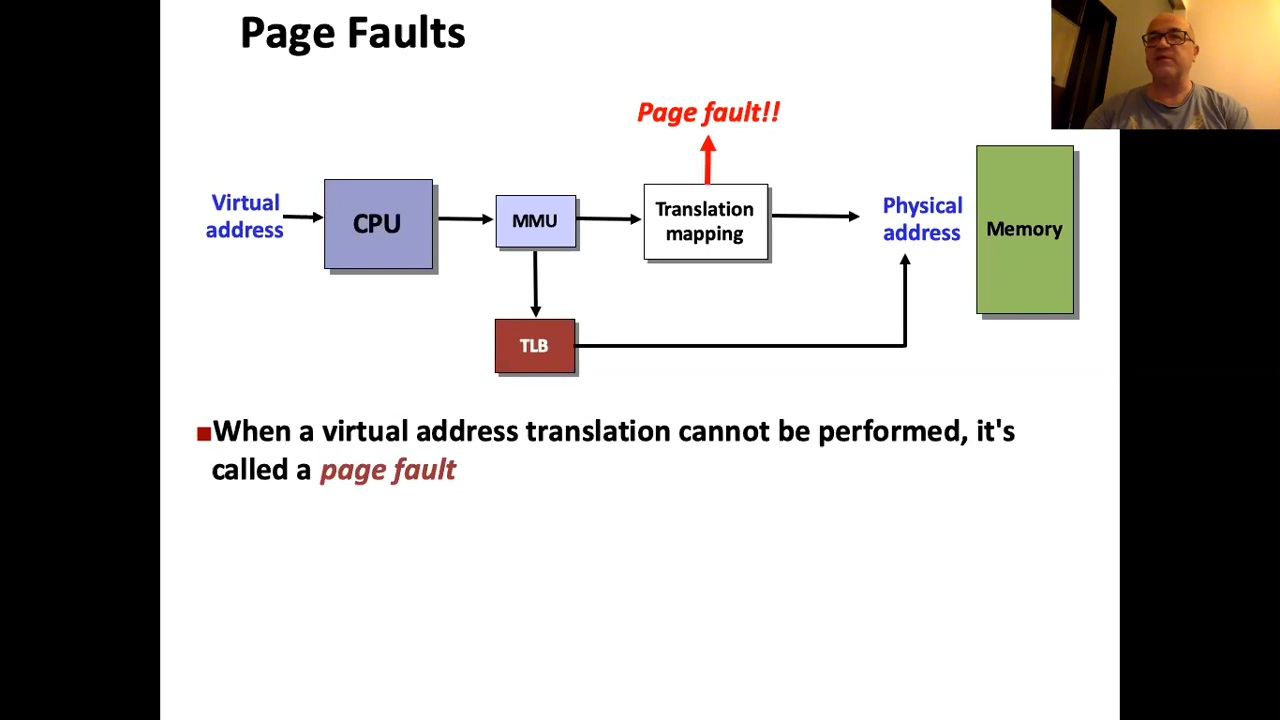 Page Faults
Page fault!!
Virtual
address
CPU
MMU
Translation
mapping
Physical
address
Memory
TLB
When a virtual address translation cannot be performed, it's
called a page fault